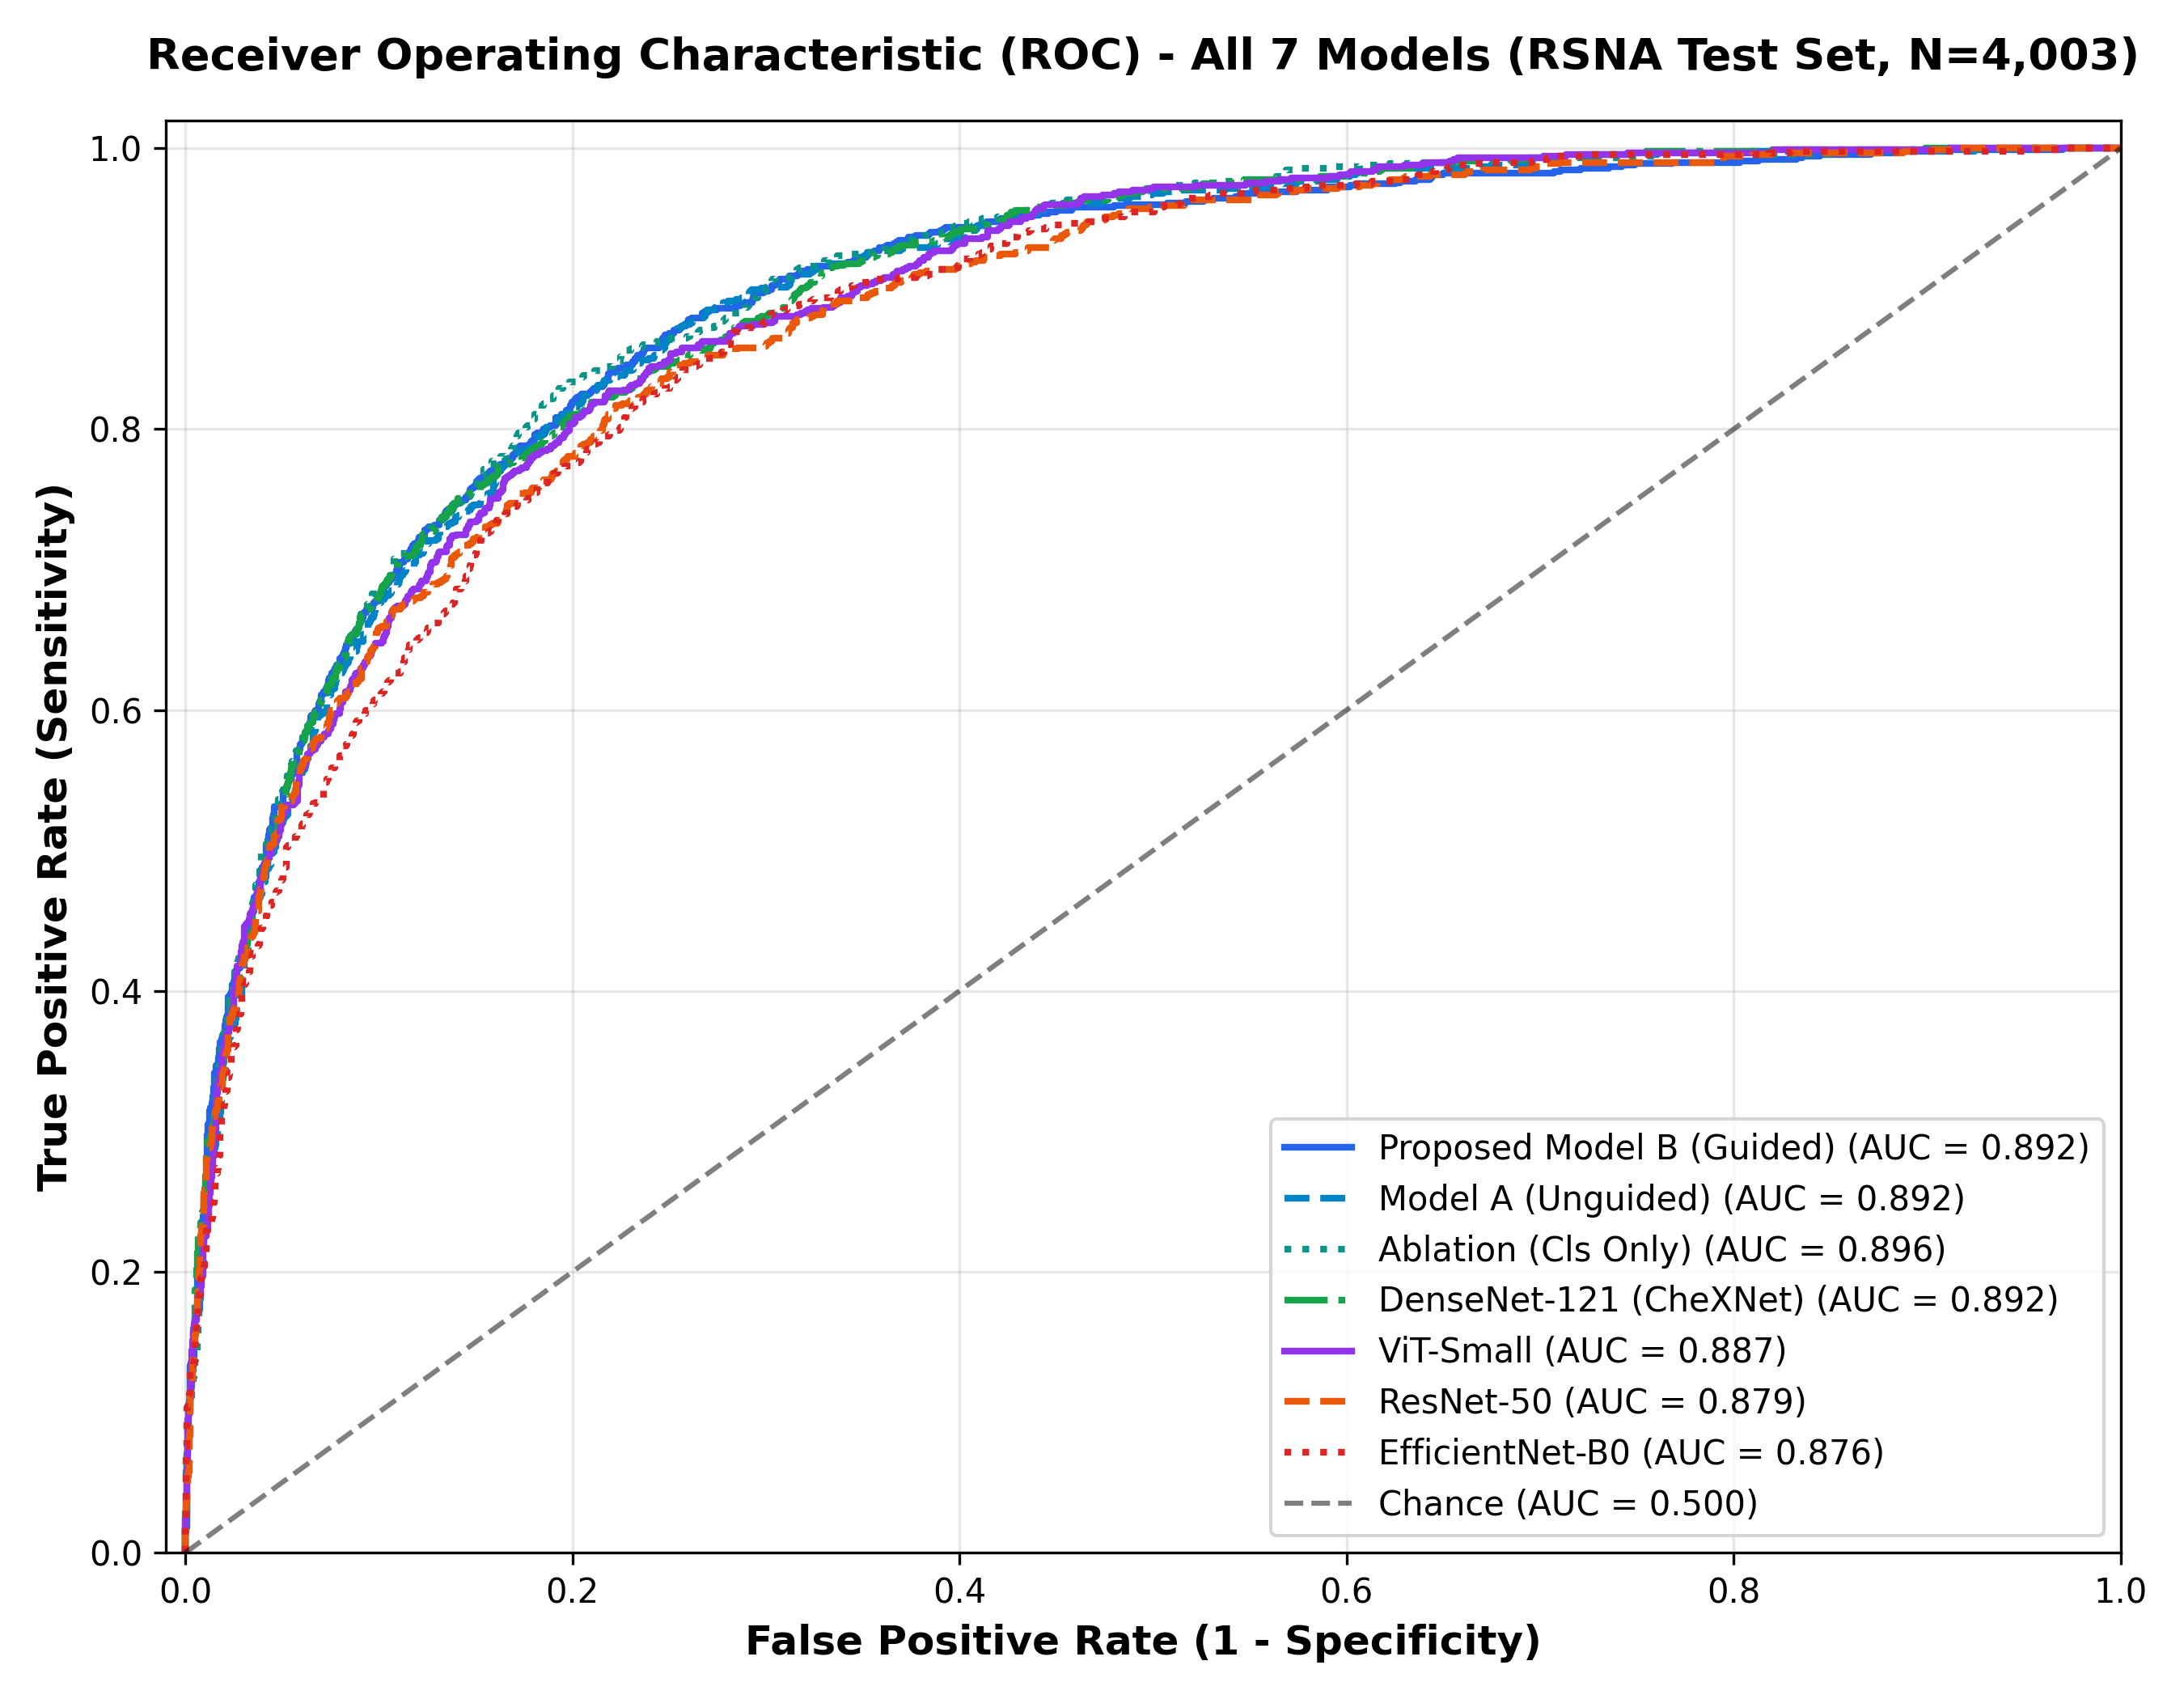 Receiver Operating Characteristic (ROC) - All 7 Models (RSNA Test Set, N=4,003)
True Positive Rate (Sensitivity)
1.0
0.8
0.6
0.4
0.2
0.0
Proposed Model B (Guided) (AUC = 0.892)
Model A (Unguided) (AUC = 0.892)
Ablation (Cls Only) (AUC = 0.896)
DenseNet-121 (CheXNet) (AUC = 0.892)
ViT-Small (AUC = 0.887)
ResNet-50 (AUC = 0.879)
EfficientNet-B0 (AUC = 0.876)
Chance (AUC = 0.500)
0.0 0.2 0.4 0.6 0.8 1.0
False Positive Rate (1 - Specificity)